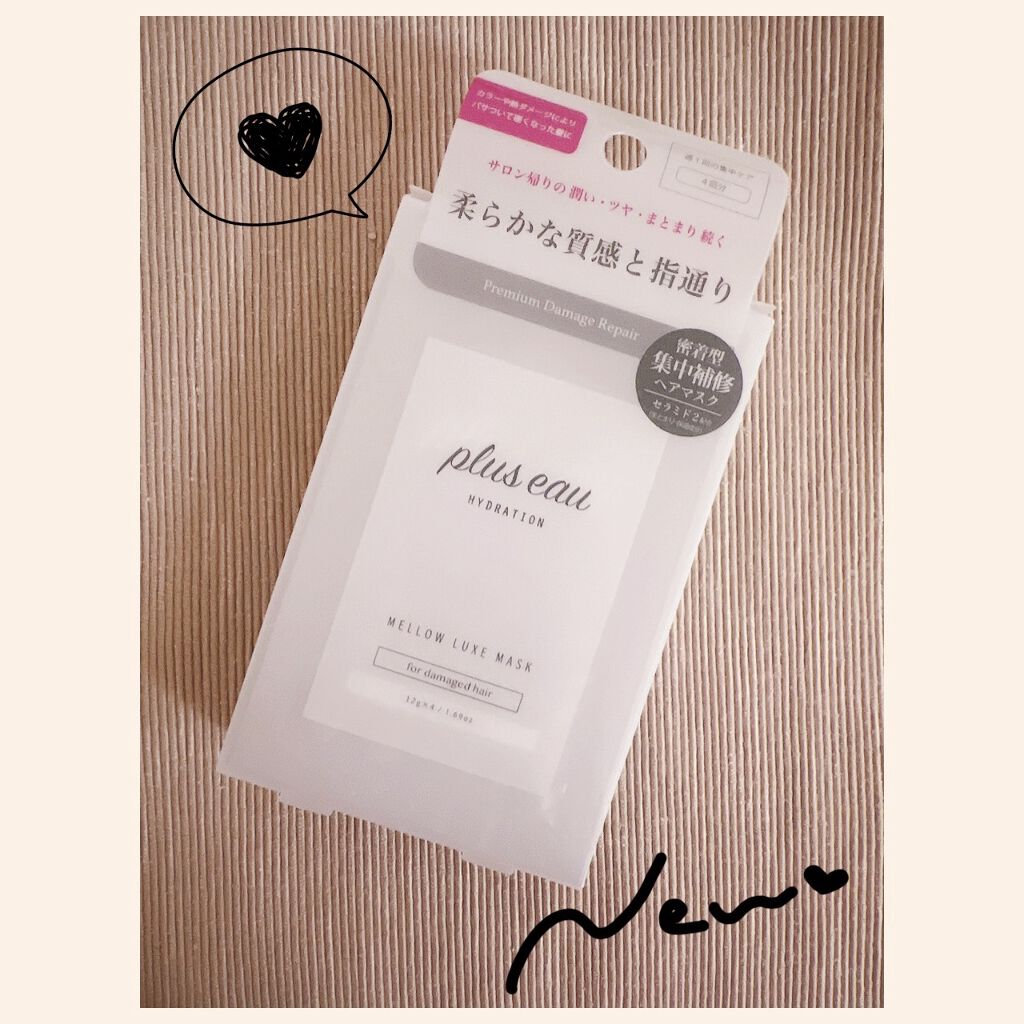 カラーや熱ダメージにより
パサついて硬くなった髪に
週1回の集中ケア
4回分
サロン帰りの潤い・ツヤ・まとまり続く
柔らかな質感と指通り
Premium Damage Repair
密着型
集中補修
ヘアマスク
セラミド2配合
plus eau
HYDRATION
MELLOW LUXE MASK
for damaged hair
12g×4 / 1.69oz
New